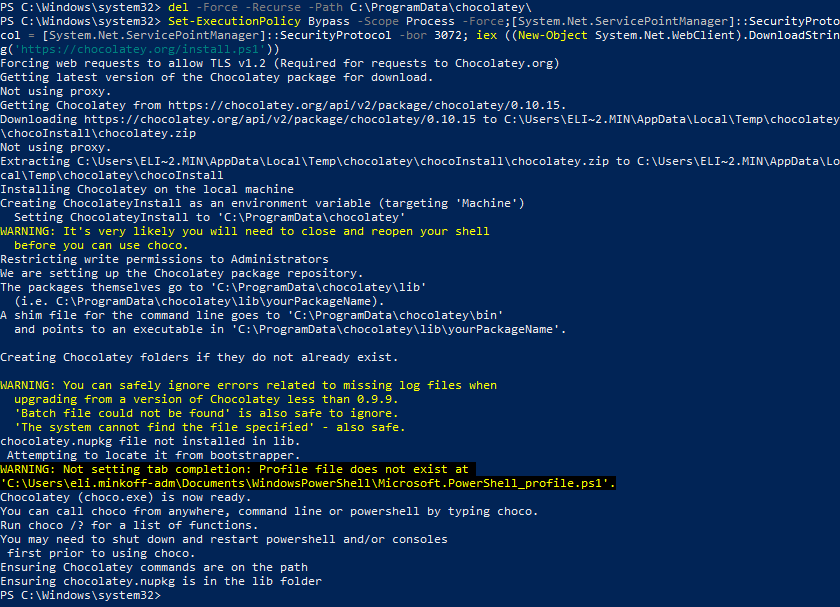 PS C:\Windows\system32> del -Force -Recurse -Path C:\ProgramData\chocolatey\
PS C:\Windows\system32> Set-ExecutionPolicy Bypass -Scope Process -Force;[System.Net.ServicePointManager]::SecurityProto
col = [System.Net.ServicePointManager]::SecurityProtocol -bor 3072; iex ((New-Object System.Net.WebClient).DownloadStrin
g('https://chocolatey.org/install.ps1'))
Forcing web requests to allow TLS v1.2 (Required for requests to Chocolatey.org)
Getting latest version of the Chocolatey package for download.
Not using proxy.
Getting Chocolatey from https://chocolatey.org/api/v2/package/chocolatey/0.10.15.
Downloading https://chocolatey.org/api/v2/package/chocolatey/0.10.15 to C:\Users\ELI~2.MIN\AppData\Local\Temp\chocolatey
\chocoInstall\chocolatey.zip
Not using proxy.
Extracting C:\Users\ELI~2.MIN\AppData\Local\Temp\chocolatey\chocoInstall\chocolatey.zip to C:\Users\ELI~2.MIN\AppData\Lo
cal\Temp\chocolatey\chocoInstall
Installing Chocolatey on the local machine
Creating ChocolateyInstall as an environment variable (targeting 'Machine')
  Setting ChocolateyInstall to 'C:\ProgramData\chocolatey'
WARNING: It's very likely you will need to close and reopen your shell
  before you can use choco.
Restricting write permissions to Administrators
We are setting up the Chocolatey package repository.
The packages themselves go to 'C:\ProgramData\chocolatey\lib'
  (i.e. C:\ProgramData\chocolatey\lib\yourPackageName).
A shim file for the command line goes to 'C:\ProgramData\chocolatey\bin'
  and points to an executable in 'C:\ProgramData\chocolatey\lib\yourPackageName'.

Creating Chocolatey folders if they do not already exist.

WARNING: You can safely ignore errors related to missing log files when
  upgrading from a version of Chocolatey less than 0.9.9.
  'Batch file could not be found' is also safe to ignore.
  'The system cannot find the file specified' - also safe.
chocolatey.nupkg file not installed in lib.
 Attempting to locate it from bootstrapper.
WARNING: Not setting tab completion: Profile file does not exist at
'C:\Users\eli.minkoff-adm\Documents\WindowsPowerShell\Microsoft.PowerShell_profile.ps1'.
Chocolatey (choco.exe) is now ready.
You can call choco from anywhere, command line or powershell by typing choco.
Run choco /? for a list of functions.
You may need to shut down and restart powershell and/or consoles
 first prior to using choco.
Ensuring Chocolatey commands are on the path
Ensuring chocolatey.nupkg is in the lib folder
PS C:\Windows\system32>